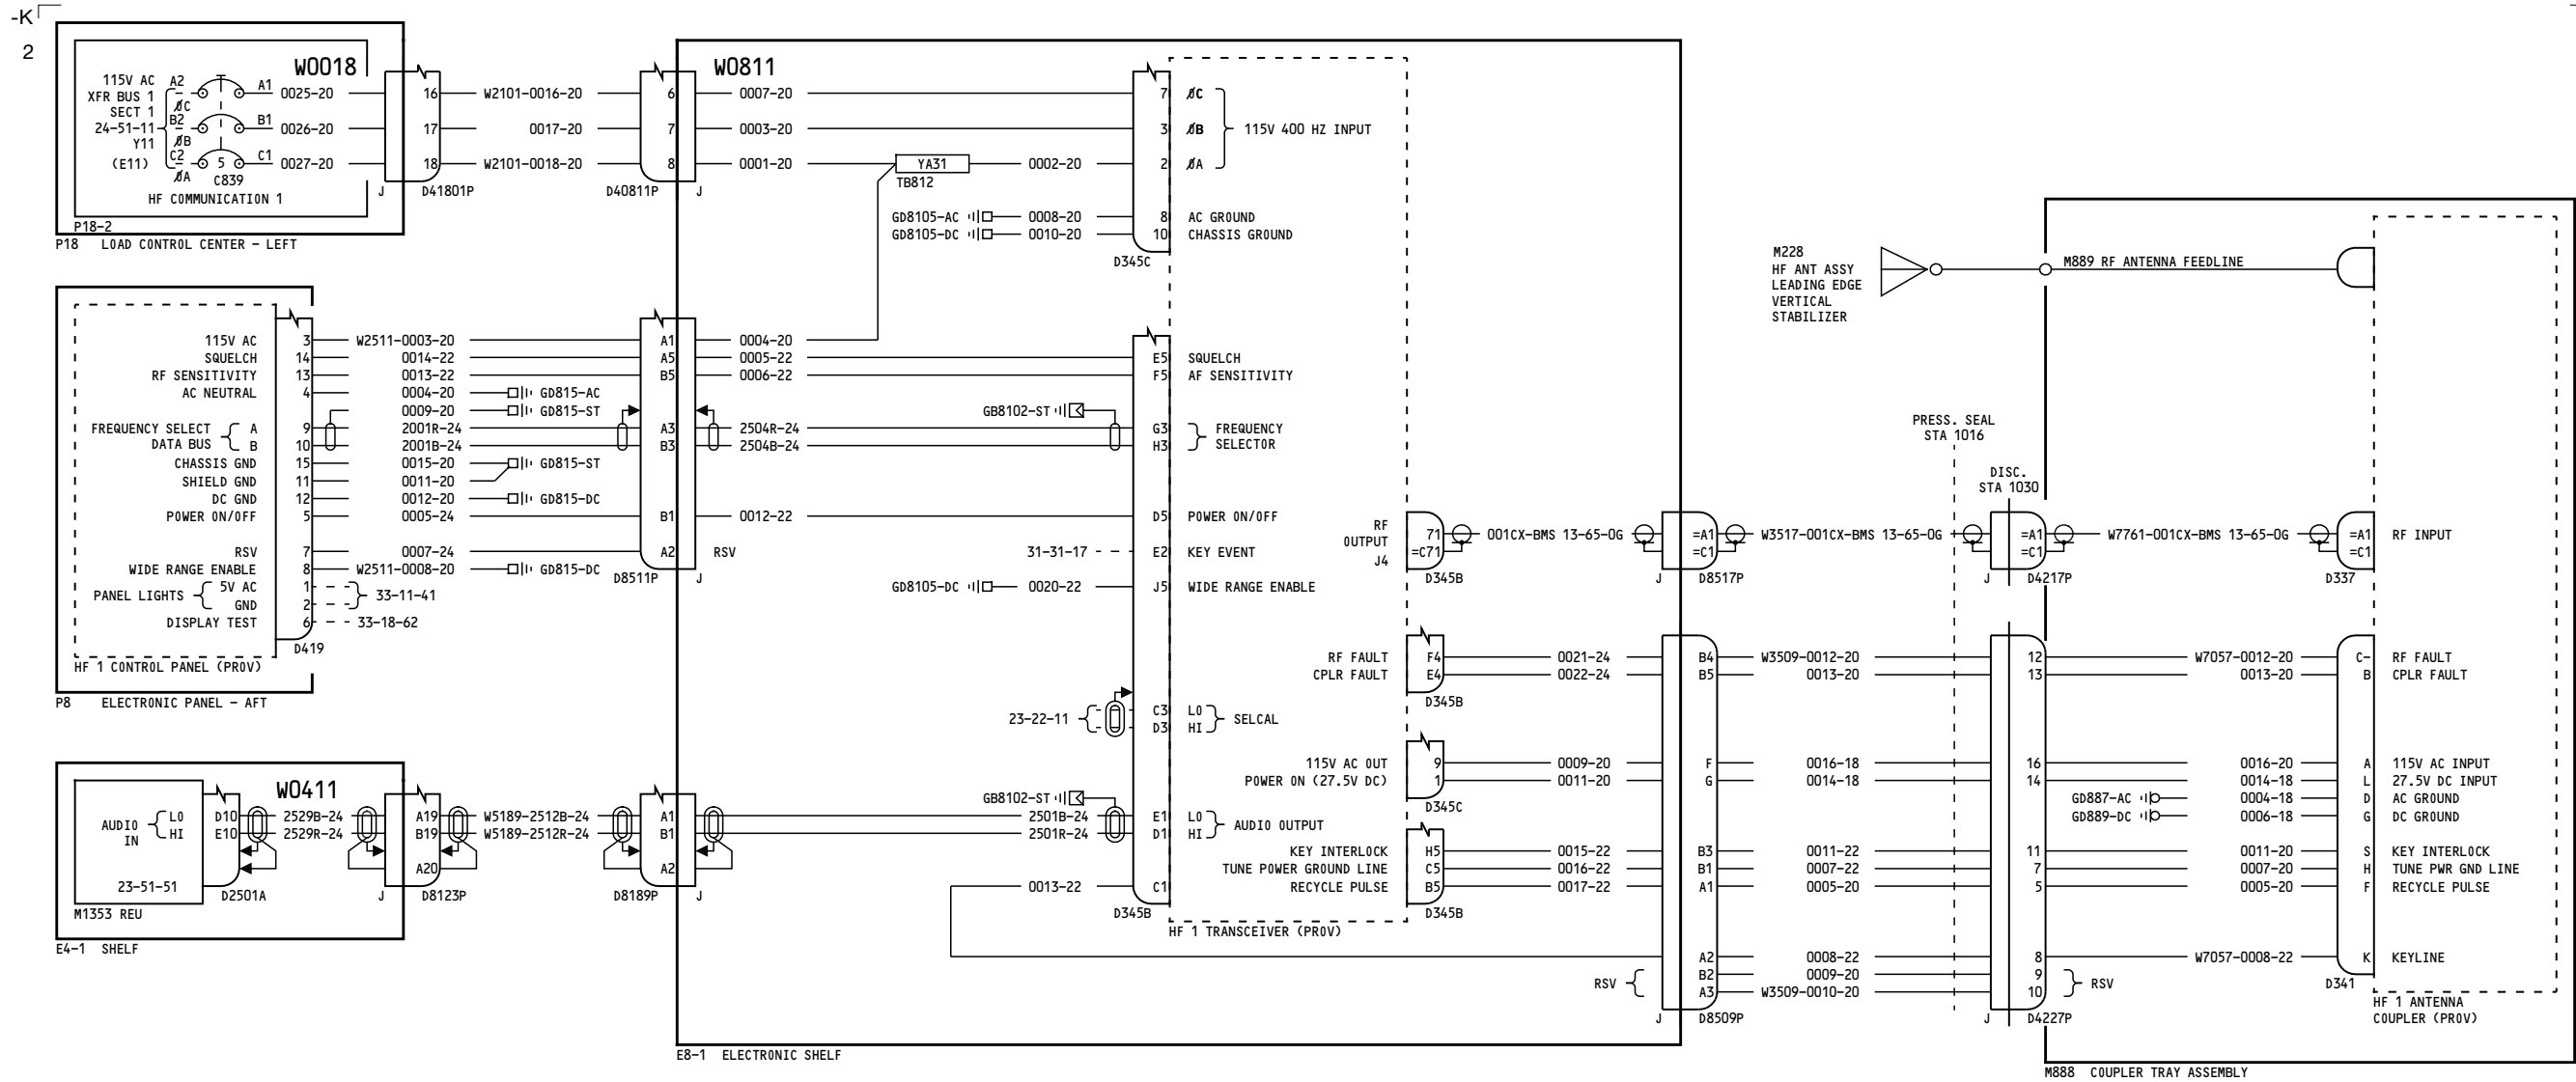 -K
2
W0018
115V AC
XFR BUS 1
SECT 1
24-51-11
Y11
(E11)
A2 A1 0025-20
ØC
B2 B1 0026-20
ØB
C2 5 C1 0027-20
ØA
C839
HF COMMUNICATION 1
P18-2
P18 LOAD CONTROL CENTER - LEFT
J D41801P
16 W2101-0016-20 6
17 0017-20 7
18 W2101-0018-20 8
D40811P J
W0811
0007-20 7 ØC
0003-20 3 ØB
0001-20 YA31 0002-20 2 ØA
TB812
115V 400 HZ INPUT
GD8105-AC 0008-20 8 AC GROUND
GD8105-DC 0010-20 10 CHASSIS GROUND
D345C
115V AC 3 W2511-0003-20 A1 0004-20
SQUELCH 14 0014-22 A5 0005-22 E5 SQUELCH
RF SENSITIVITY 13 0013-22 B5 0006-22 F5 AF SENSITIVITY
AC NEUTRAL 4 0004-20 GD815-AC
0009-20 GD815-ST
GB8102-ST
FREQUENCY SELECT
DATA BUS
A 9 2001R-24 A3 2504R-24 G3
B 10 2001B-24 B3 2504B-24 H3
FREQUENCY
SELECTOR
CHASSIS GND 15 0015-20 GD815-ST
SHIELD GND 11 0011-20
DC GND 12 0012-20 GD815-DC
POWER ON/OFF 5 0005-24 B1 0012-22 D5 POWER ON/OFF
RSV 7 0007-24 A2 RSV
31-31-17 E2 KEY EVENT
WIDE RANGE ENABLE 8 W2511-0008-20 GD815-DC
D8511P J
PANEL LIGHTS
5V AC 1
GND 2
33-11-41
DISPLAY TEST 6 33-18-62
D419
HF 1 CONTROL PANEL (PROV)
P8 ELECTRONIC PANEL - AFT
GD8105-DC 0020-22 J5 WIDE RANGE ENABLE
23-22-11 C3 LO
D3 HI
SELCAL
W0411
AUDIO
IN
LO D10 2529B-24 A19 W5189-2512B-24 A1
HI E10 2529R-24 B19 W5189-2512R-24 B1
A20 A2
23-51-51
D2501A
J D8123P
D8189P J
M1353 REU
E4-1 SHELF
GB8102-ST
2501B-24 E1 LO
2501R-24 D1 HI
AUDIO OUTPUT
0013-22 C1
D345B
HF 1 TRANSCEIVER (PROV)
E8-1 ELECTRONIC SHELF
M228
HF ANT ASSY
LEADING EDGE
VERTICAL
STABILIZER
M889 RF ANTENNA FEEDLINE
PRESS. SEAL
STA 1016
DISC.
STA 1030
RF
OUTPUT
J4
71 001CX-BMS 13-65-0G =A1 W3517-001CX-BMS 13-65-0G =A1 W7761-001CX-BMS 13-65-0G =A1 RF INPUT
=C71 =C1 =C1 =C1
D345B J D8517P J D4217P D337
RF FAULT F4 0021-24 B4 W3509-0012-20 12 W7057-0012-20 C- RF FAULT
CPLR FAULT E4 0022-24 B5 0013-20 13 0013-20 B CPLR FAULT
D345B
115V AC OUT 9 0009-20 F 0016-18 16 0016-20 A 115V AC INPUT
POWER ON (27.5V DC) 1 0011-20 G 0014-18 14 0014-18 L 27.5V DC INPUT
D345C
GD887-AC 0004-18 D AC GROUND
GD889-DC 0006-18 G DC GROUND
KEY INTERLOCK H5 0015-22 B3 0011-22 11 0011-20 S KEY INTERLOCK
TUNE POWER GROUND LINE C5 0016-22 B1 0007-22 7 0007-20 H TUNE PWR GND LINE
RECYCLE PULSE B5 0017-22 A1 0005-20 5 0005-20 F RECYCLE PULSE
D345B
A2 0008-22 8 W7057-0008-22 K KEYLINE
RSV B2 0009-20 9 RSV
A3 W3509-0010-20 10
J D8509P J D4227P D341
HF 1 ANTENNA
COUPLER (PROV)
M888 COUPLER TRAY ASSEMBLY